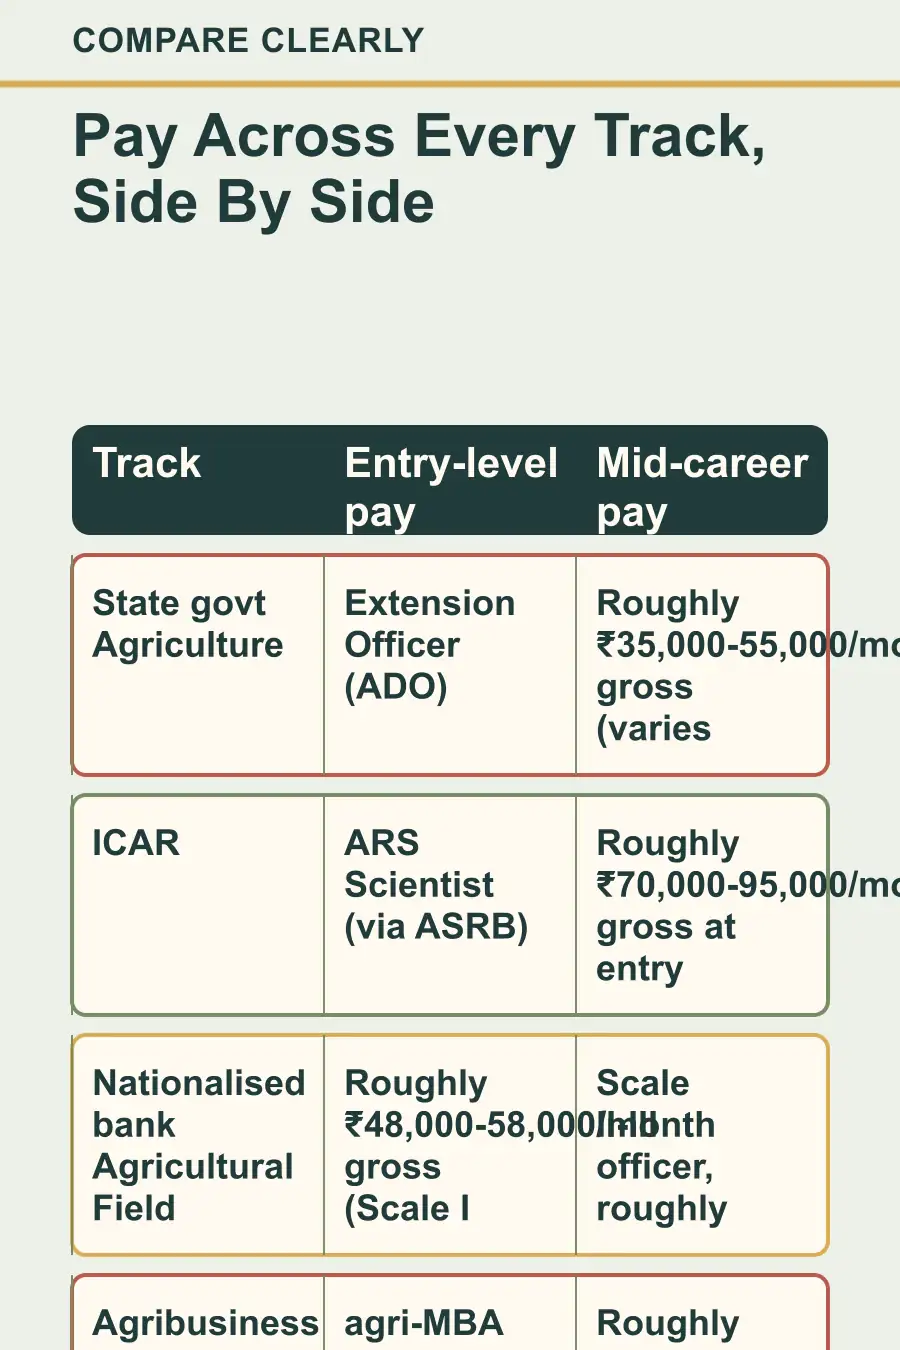 COMPARE CLEARLY
Pay Across Every Track,
Side By Side
Track
Entry-level
pay
Mid-career
pay
State govt
Agriculture
Extension
Officer
(ADO)
Roughly
₹35,000-55,000/mo
gross
(varies
ICAR
ARS
Scientist
(via ASRB)
Roughly
₹70,000-95,000/mo
gross at
entry
Nationalised
bank
Agricultural
Field
Roughly
₹48,000-58,000/month
gross
(Scale I
Scale
officer,
roughly
Agribusiness
agri-MBA
Roughly